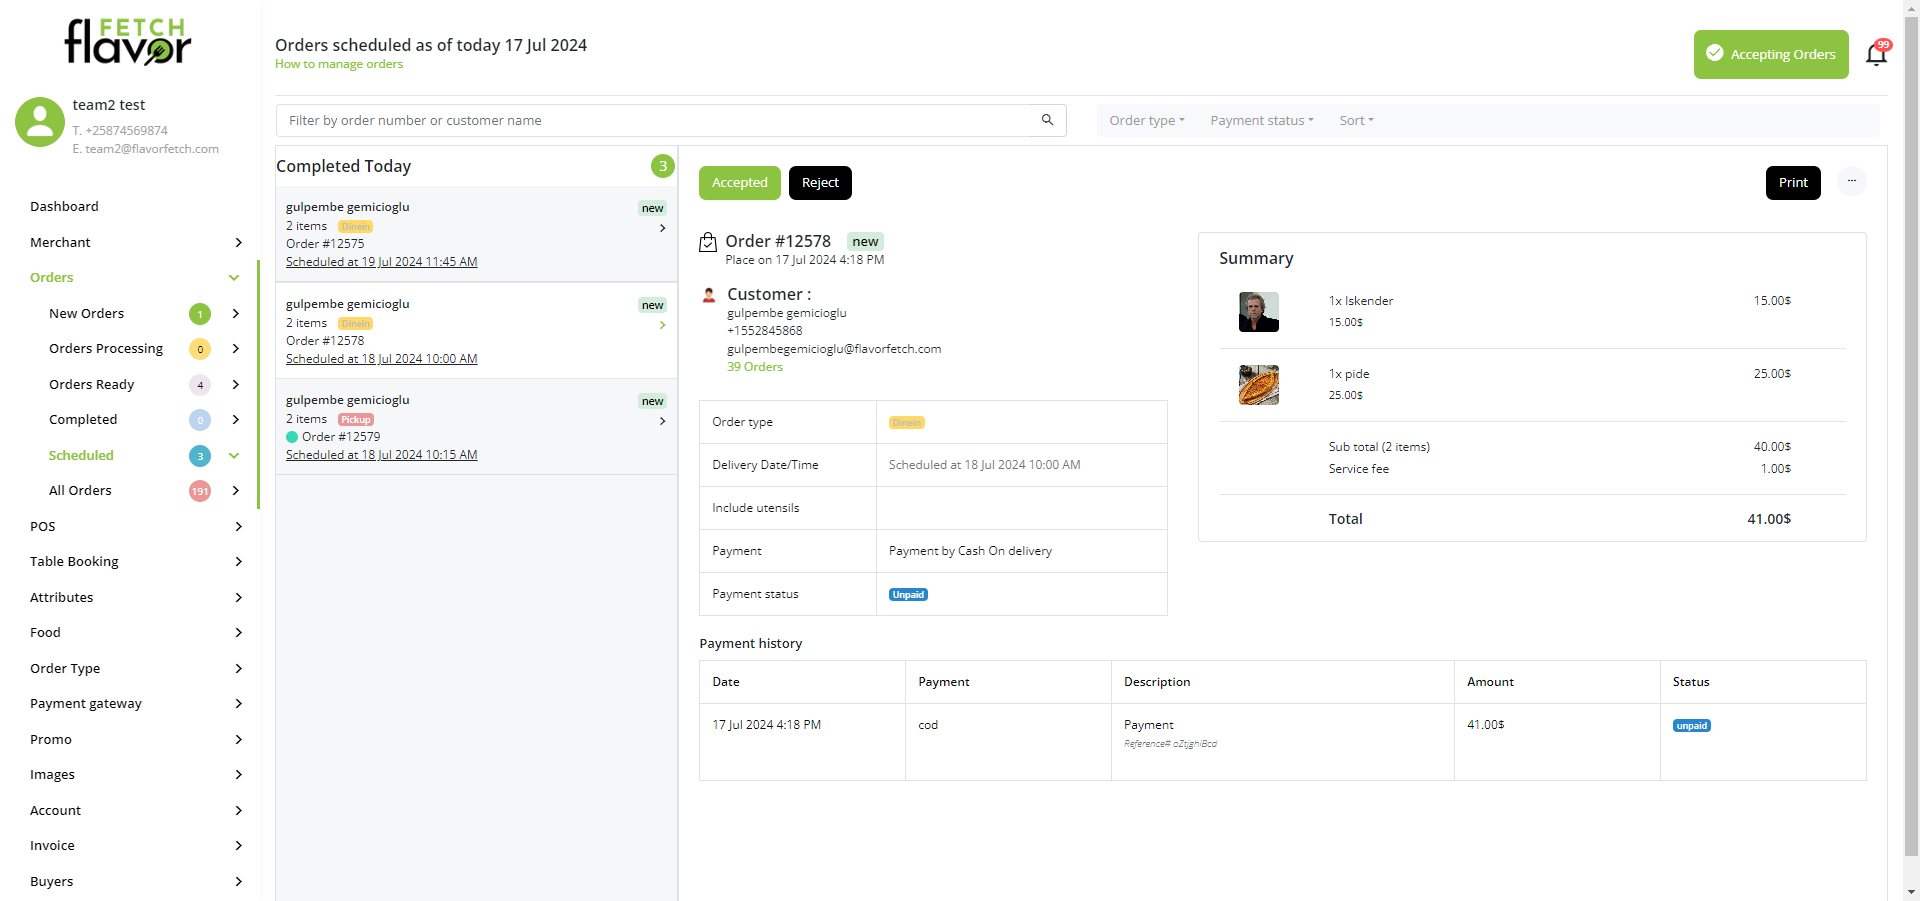 FETCH
flavor
team2 test
T. +25874569874
E. team2@flavorfetch.com
Dashboard
Merchant
Orders
New Orders 1
Orders Processing 0
Orders Ready 4
Completed 0
Scheduled 3
All Orders 191
POS
Table Booking
Attributes
Food
Order Type
Payment gateway
Promo
Images
Account
Invoice
Buyers
Orders scheduled as of today 17 Jul 2024
How to manage orders
Accepting Orders
99
Filter by order number or customer name
Order type Payment status Sort
Completed Today 3
gulpembe gemicioglu new
2 items Dinein
Order #12575
Scheduled at 19 Jul 2024 11:45 AM
gulpembe gemicioglu new
2 items Dinein
Order #12578
Scheduled at 18 Jul 2024 10:00 AM
gulpembe gemicioglu new
2 items Pickup
Order #12579
Scheduled at 18 Jul 2024 10:15 AM
Accepted Reject Print ...
Order #12578 new
Place on 17 Jul 2024 4:18 PM
Customer :
gulpembe gemicioglu
+1552845868
gulpembegemicioglu@flavorfetch.com
39 Orders
Order type Dinein
Delivery Date/Time Scheduled at 18 Jul 2024 10:00 AM
Include utensils
Payment Payment by Cash On delivery
Payment status Unpaid
Summary
1x Iskender 15.00$
15.00$
1x pide 25.00$
25.00$
Sub total (2 items) 40.00$
Service fee 1.00$
Total 41.00$
Payment history
Date Payment Description Amount Status
17 Jul 2024 4:18 PM cod Payment 41.00$ unpaid
Reference# aZtjghiBcd